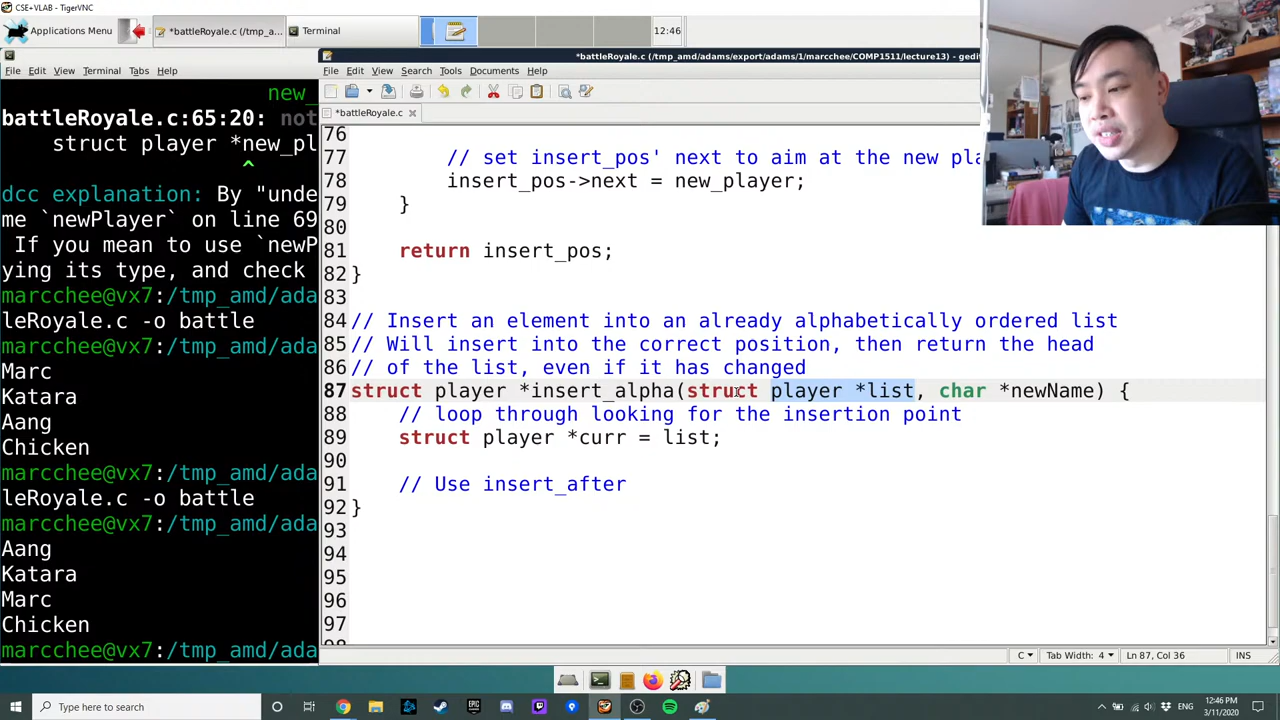 CSE+VLAB - TigerVNC
Applications Menu
*battleRoyale.c (/tmp_a...
Terminal
12:46
*battleRoyale.c (/tmp_amd/adams/export/adams/1/marcchee/COMP1511/lecture13) - gedit
File Edit View Terminal Tabs Help
File Edit View Search Tools Documents Help
*battleRoyale.c
new_
battleRoyale.c:65:20: not
struct player *new_pl
^
dcc explanation: By "unde
me `newPlayer` on line 69
If you mean to use `newP
ying its type, and check
marcchee@vx7:/tmp_amd/ada
leRoyale.c -o battle
marcchee@vx7:/tmp_amd/ada
Marc
Katara
Aang
Chicken
marcchee@vx7:/tmp_amd/ada
leRoyale.c -o battle
marcchee@vx7:/tmp_amd/ada
Aang
Katara
Marc
Chicken
marcchee@vx7:/tmp_amd/ada
76
77 // set insert_pos' next to aim at the new pla
78 insert_pos->next = new_player;
79 }
80
81 return insert_pos;
82 }
83
84 // Insert an element into an already alphabetically ordered list
85 // Will insert into the correct position, then return the head
86 // of the list, even if it has changed
87 struct player *insert_alpha(struct player *list, char *newName) {
88 // loop through looking for the insertion point
89 struct player *curr = list;
90
91 // Use insert_after
92 }
93
94
95
96
97
C Tab Width: 4 Ln 87, Col 36 INS
Type here to search
ENG
12:46 PM
3/11/2020